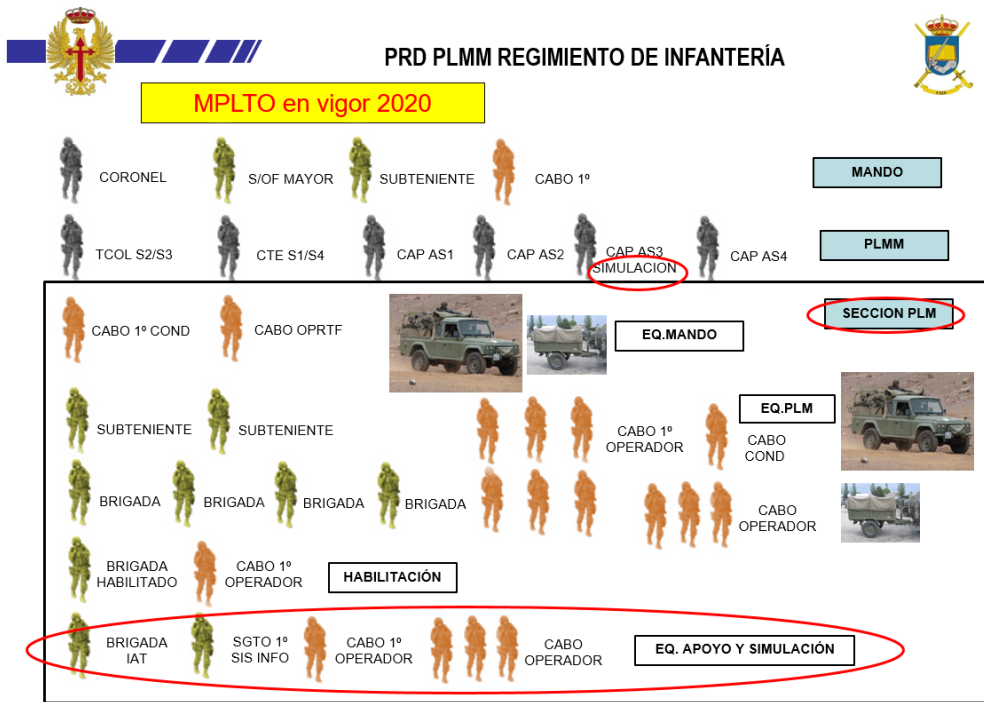 PRD PLMM REGIMIENTO DE INFANTERÍA
MPLTO en vigor 2020
CORONEL
S/OF MAYOR
SUBTENIENTE
CABO 1º
MANDO
TCOL S2/S3
CTE S1/S4
CAP AS1
CAP AS2
CAP AS3
SIMULACION
CAP AS4
PLMM
CABO 1º COND
CABO OPRTF
EQ.MANDO
SECCION PLM
SUBTENIENTE
SUBTENIENTE
CABO 1º
OPERADOR
EQ.PLM
CABO
COND
BRIGADA
BRIGADA
BRIGADA
BRIGADA
CABO
OPERADOR
BRIGADA
HABILITADO
CABO 1º
OPERADOR
HABILITACIÓN
BRIGADA
IAT
SGTO 1º
SIS INFO
CABO 1º
OPERADOR
CABO
OPERADOR
EQ. APOYO Y SIMULACIÓN